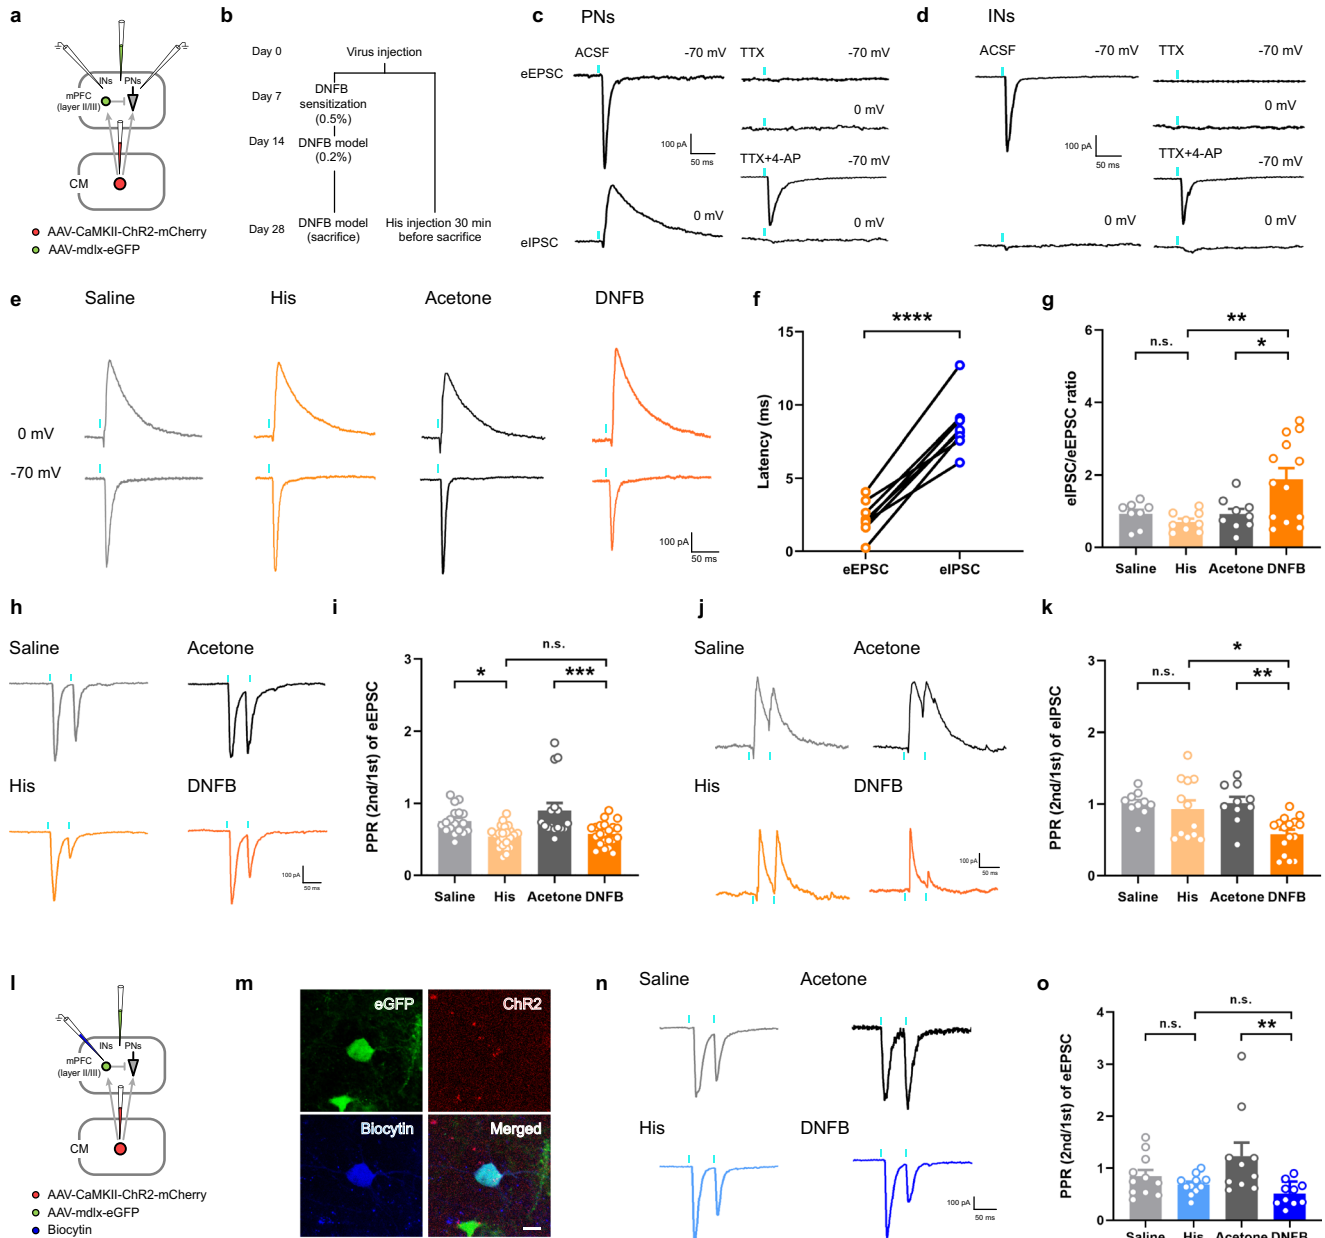 a
INs
PNs
mPFC
(layer II/III)
CM
AAV-CaMKII-ChR2-mCherry
AAV-mdlx-eGFP
b
Day 0
Virus injection
Day 7
DNFB
sensitization
(0.5%)
Day 14
DNFB model
(0.2%)
Day 28
DNFB model
(sacrifice)
His injection 30 min
before sacrifice
c
PNs
ACSF
-70 mV
TTX
-70 mV
eEPSC
0 mV
100 pA
50 ms
TTX+4-AP
-70 mV
0 mV
0 mV
eIPSC
d
INs
ACSF
-70 mV
TTX
-70 mV
0 mV
100 pA
50 ms
TTX+4-AP
-70 mV
0 mV
0 mV
e
Saline
His
Acetone
DNFB
0 mV
-70 mV
100 pA
50 ms
f
****
Latency (ms)
15
10
5
0
eEPSC
eIPSC
g
**
n.s.
*
eIPSC/eEPSC ratio
6
4
2
0
Saline
His
Acetone
DNFB
h
Saline
Acetone
His
DNFB
100 pA
50 ms
i
n.s.
*
***
PPR (2nd/1st) of eEPSC
3
2
1
0
Saline
His
Acetone
DNFB
j
Saline
Acetone
His
DNFB
100 pA
50 ms
k
*
n.s.
**
PPR (2nd/1st) of eIPSC
3
2
1
0
Saline
His
Acetone
DNFB
l
INs
PNs
mPFC
(layer II/III)
CM
AAV-CaMKII-ChR2-mCherry
AAV-mdlx-eGFP
Biocytin
m
eGFP
ChR2
Biocytin
Merged
n
Saline
Acetone
His
DNFB
100 pA
50 ms
o
n.s.
n.s.
**
PPR (2nd/1st) of eEPSC
4
3
2
1
0
Saline
His
Acetone
DNFB